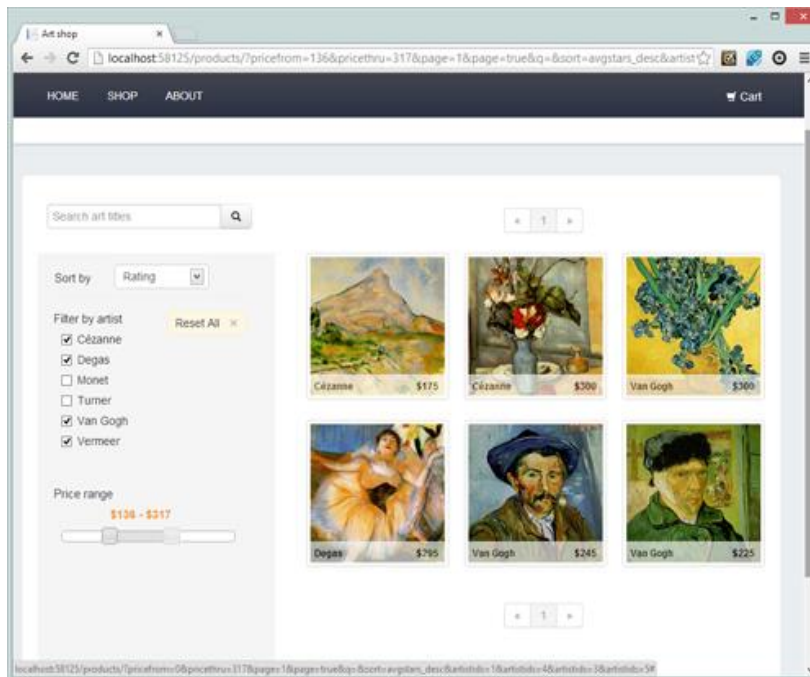 Art shop
localhost:58125/products/?pricefrom=136&pricethru=317&page=1&page=true&q=&sort=avgstars_desc&artist
HOME SHOP ABOUT Cart
Search art titles
« 1 »
Sort by Rating
Filter by artist Reset All ×
Cézanne
Degas
Monet
Turner
Van Gogh
Vermeer
Price range
$136 - $317
Cézanne $175
Cézanne $300
Van Gogh $300
Degas
Van Gogh $245
Van Gogh $225
« 1 »
localhost:58125/products/?pricefrom=0&pricethru=317&page=1&page=true&q=&sort=avgstars_desc&artistids=1&artistids=4&artistids=3&artistids=5#